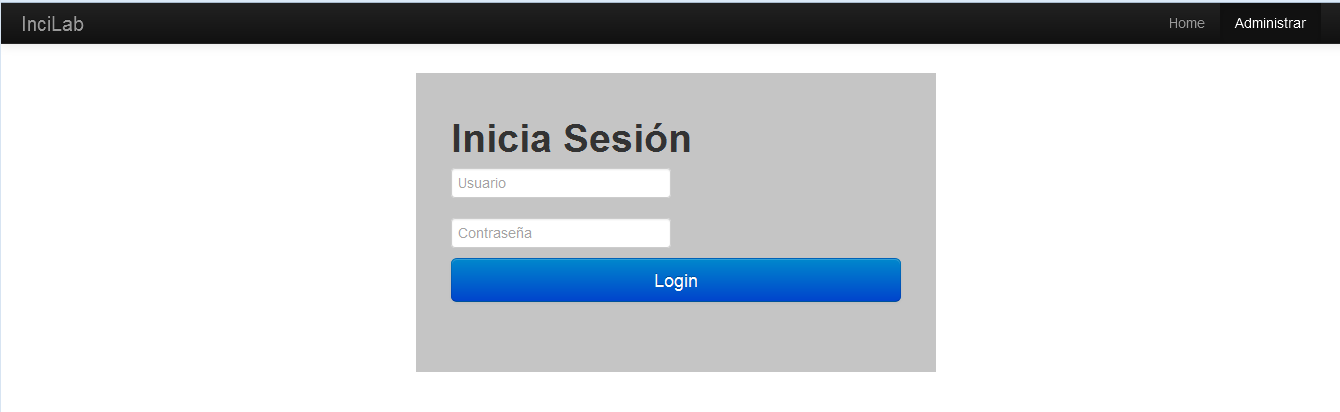 InciLab
Home
Administrar
Inicia Sesión
Usuario
Contraseña
Login